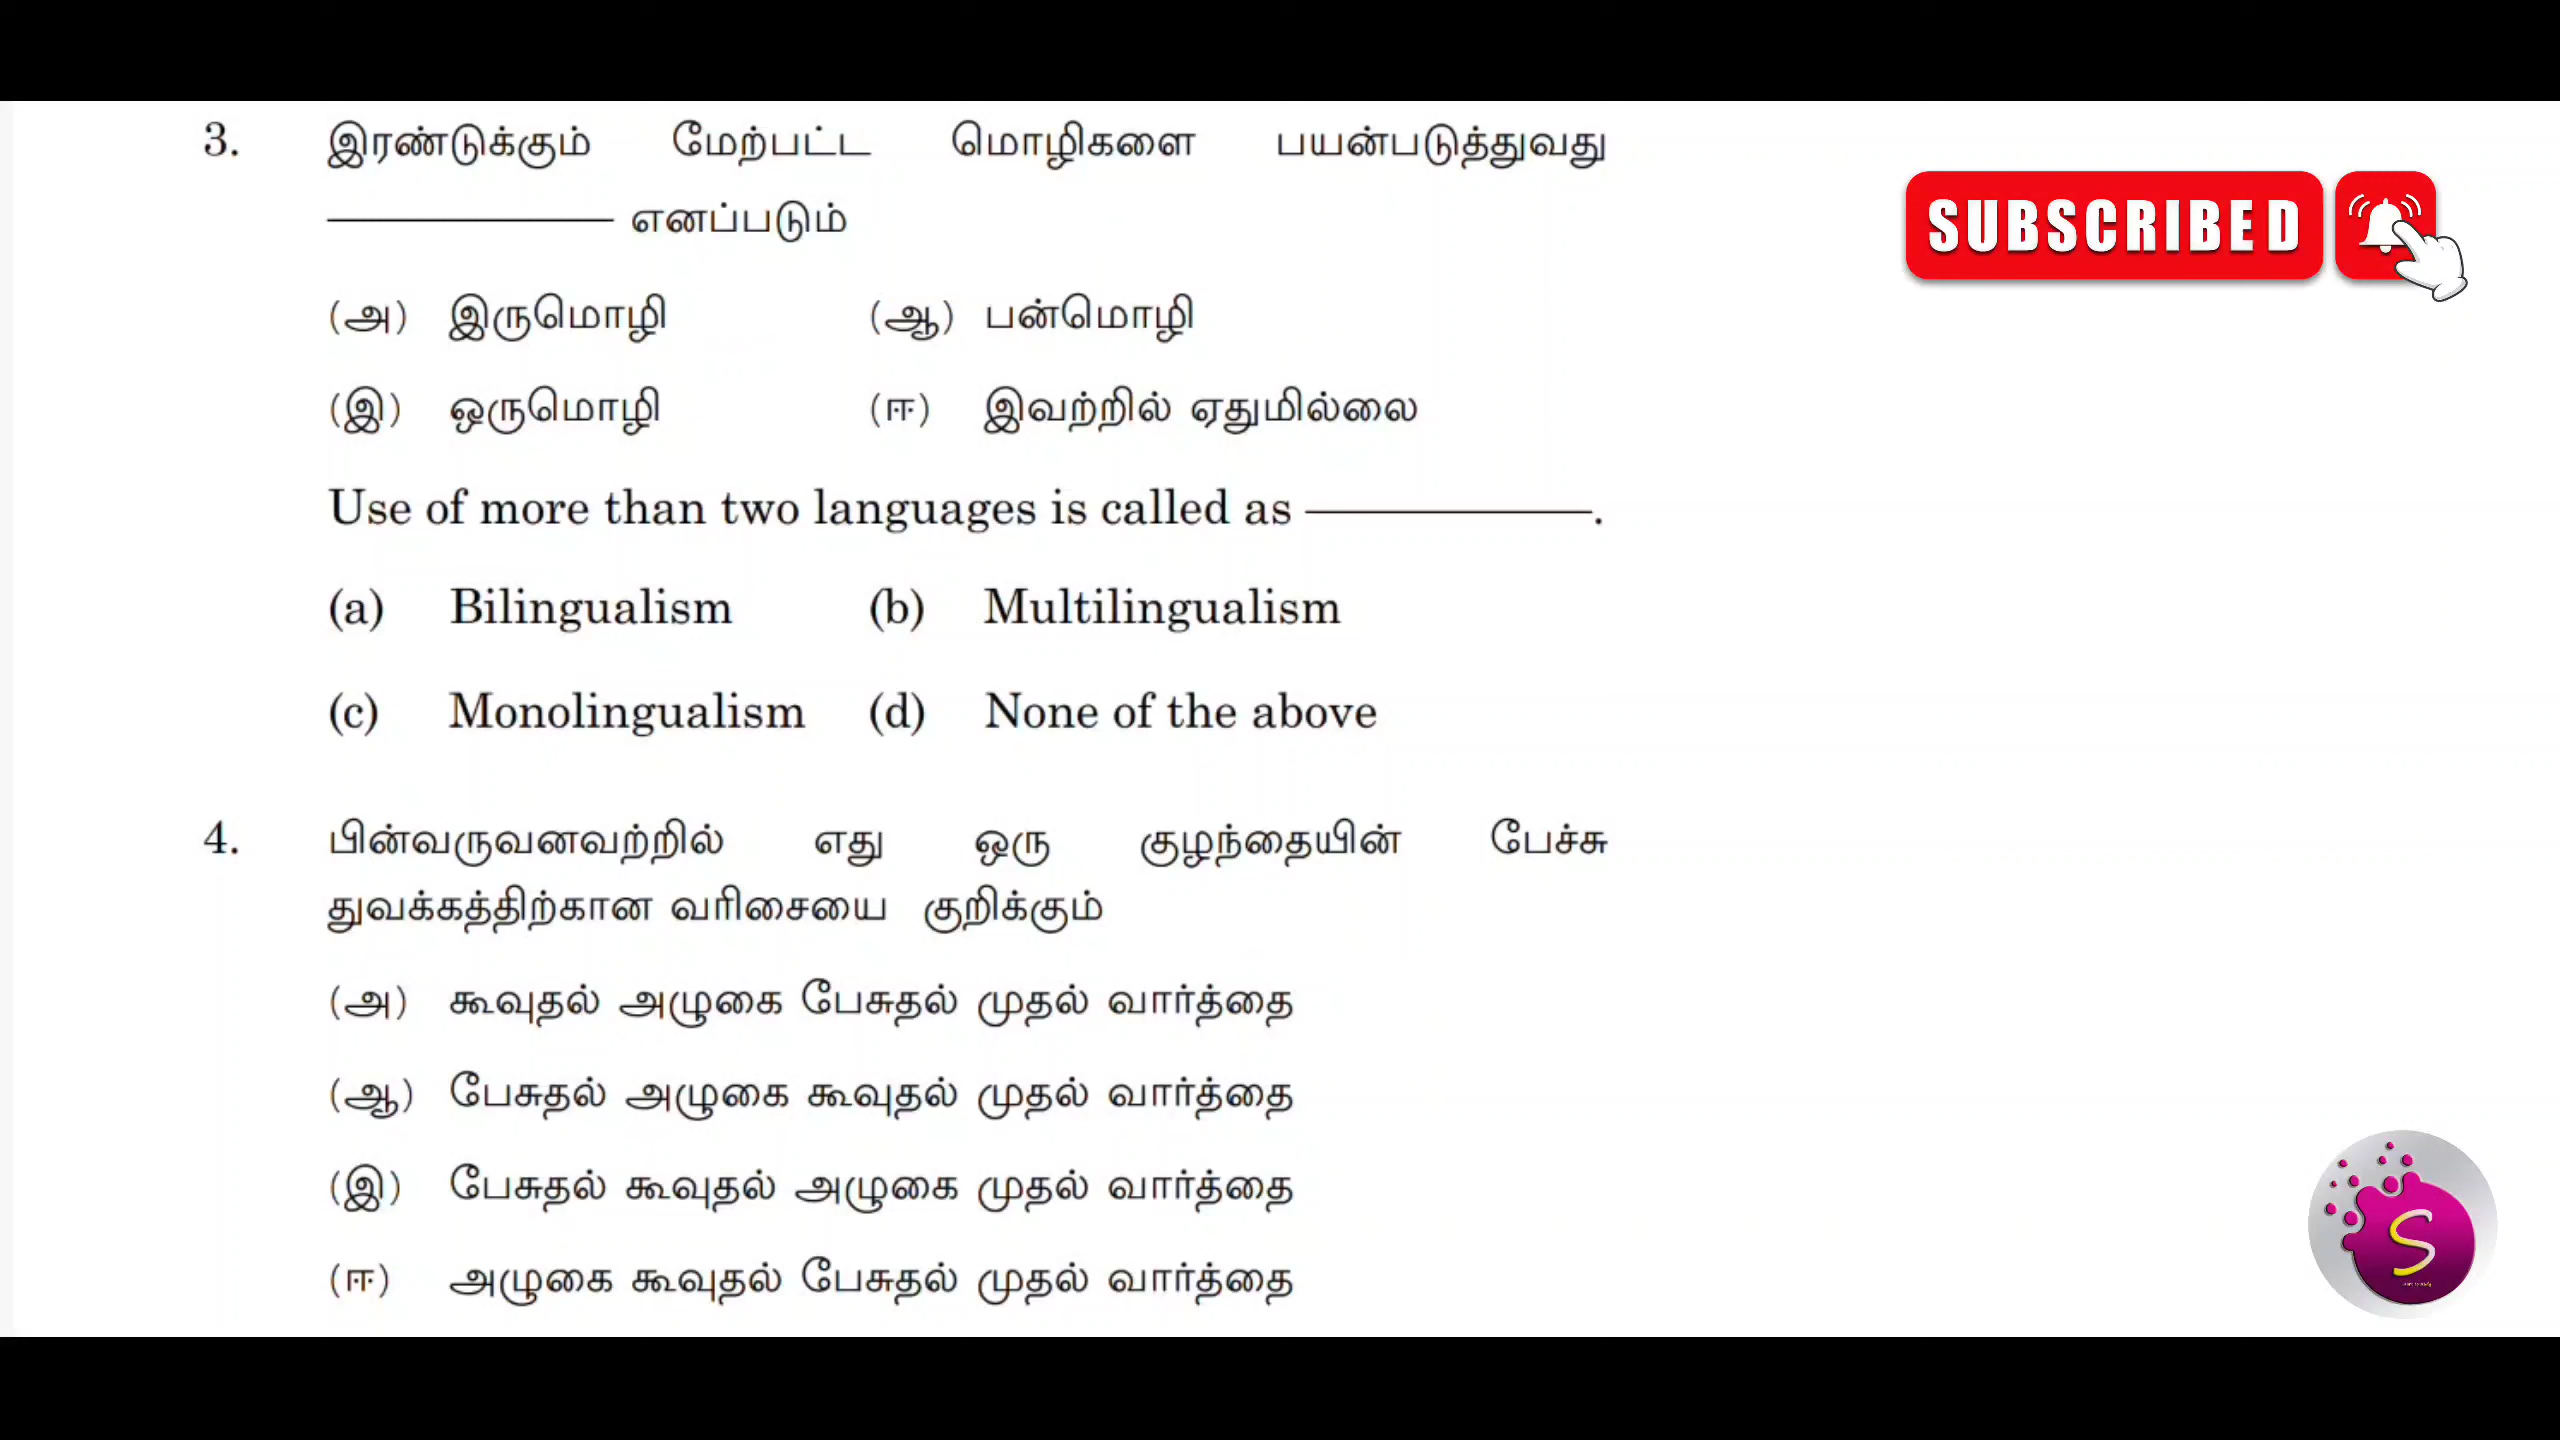 3. இரண்டுக்கும் மேற்பட்ட மொழிகளை பயன்படுத்துவது
——— எனப்படும்
SUBSCRIBED
(அ) இருமொழி (ஆ) பன்மொழி
(இ) ஒருமொழி (ஈ) இவற்றில் ஏதுமில்லை
Use of more than two languages is called as ———.
(a) Bilingualism (b) Multilingualism
(c) Monolingualism (d) None of the above
4. பின்வருவனவற்றில் எது ஒரு குழந்தையின் பேச்சு
துவக்கத்திற்கான வரிசையை குறிக்கும்
(அ) கூவுதல் அழுகை பேசுதல் முதல் வார்த்தை
(ஆ) பேசுதல் அழுகை கூவுதல் முதல் வார்த்தை
(இ) பேசுதல் கூவுதல் அழுகை முதல் வார்த்தை
(ஈ) அழுகை கூவுதல் பேசுதல் முதல் வார்த்தை
S